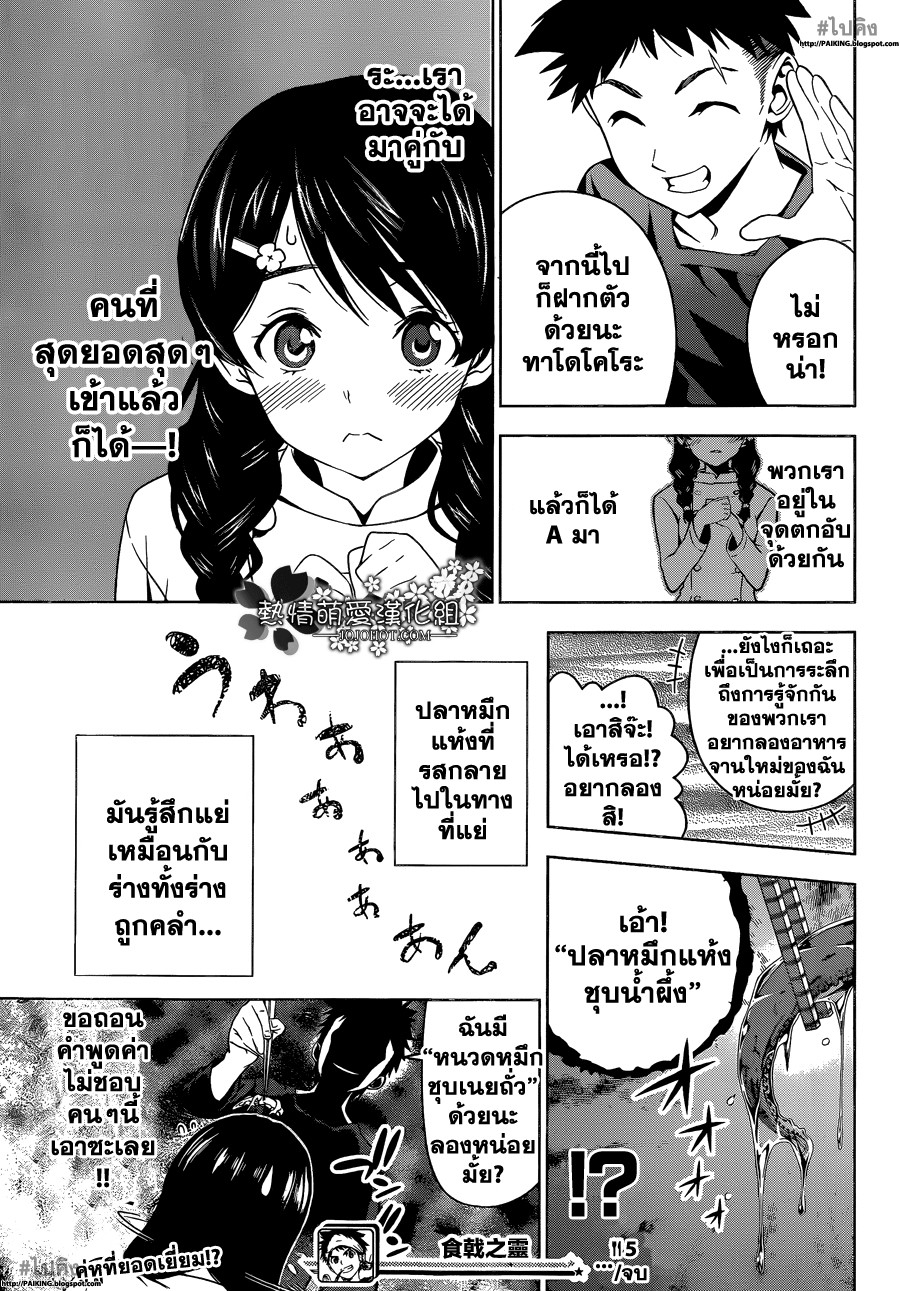 #ไปคิง
http://PAIKING.blogspot.com
ไม่
หรอก
น่า!
จากนี้ไป
ก็ฝากตัว
ด้วยนะ
ทาโดโคโระ
พวกเรา
อยู่ใน
จุดตกอับ
ด้วยกัน
แล้วก็ได้
A มา
ระ...เรา
อาจจะได้
มาคู่กับ
คนที่
สุดยอดสุดๆ
เข้าแล้ว
ก็ได้—!
熱情萌愛漢化組
JOJOHOT.COM
...ยังไงก็เถอะ
เพื่อเป็นการระลึก
ถึงการรู้จักกัน
ของพวกเรา
อยากลองอาหาร
จานใหม่ของฉัน
หน่อยมั้ย?
...!
เอาสิจ๊ะ!
ได้เหรอ!?
อยากลอง
สิ!
เอ้า!
“ปลาหมึกแห้ง
ชุบน้ำผึ้ง”
!?
ปลาหมึก
แห้งที่
รสกลาย
ไปในทาง
ที่แย่
うわぁぁぁぁぁん
มันรู้สึกแย่
เหมือนกับ
ร่างทั้งร่าง
ถูกคลำ...
ฉันมี
“หนวดหมึก
ชุบเนยถั่ว”
ด้วยนะ
ลองหน่อย
มั้ย?
ขอถอน
คำพูดค่า
ไม่ชอบ
คนๆนี้
เอาซะเลย
!!
คู่หูที่ยอดเยี่ยม!?
食戟之靈
5
.../จบ
#ไปคิง
http://PAIKING.blogspot.com